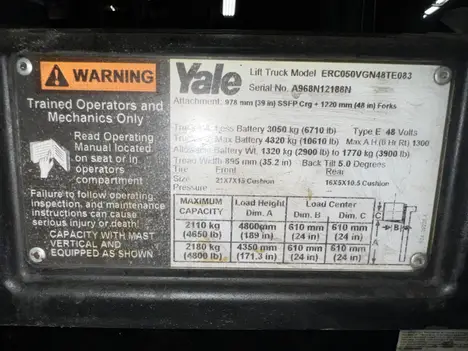 WARNING
Trained Operators and
Mechanics Only
Read Operating
Manual located
on seat or in
operators
compartment
Failure to follow operating,
inspection, and maintenance
instructions can cause
serious injury or death!
CAPACITY WITH MAST
VERTICAL AND
EQUIPPED AS SHOWN
Yale
Lift Truck Model ERC050VGN48TE083
Serial No. A968N12188N
Attachment. 978 mm (39 in) SSFP Crg + 1220 mm (48 in) Forks
Less Battery 3050 kg (6710 lb) Type E 48 Volts
Max Battery 4820 kg (10610 lb) Max A H (6 Hr Rt) 1300
Battery Wt. 1320 kg (2900 lb) to 1770 kg (3900 lb)
Tread Width 895 mm (35.2 in) Back Tilt 5.0 Degrees
Tire Front Rear
Size 21X7X15 Cushion 16X5X10.5 Cushion
MAXIMUM CAPACITY Load Height Dim. A Load Center Dim. B Dim. C
2110 kg (4650 lb) 4800mm (189 in) 610 mm (24 in) 610 mm (24 in)
2180 kg (4800 lb) 4350 mm (171.3 in) 610 mm (24 in) 610 mm (24 in)
C
B
A